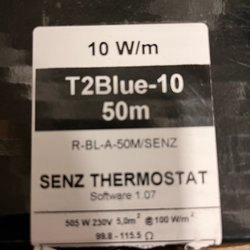 10 W/m
T2Blue-10
50m
R-BL-A-50M/SENZ
SENZ THERMOSTAT
Software 1.07
505 W 230V 5,0m² @ 100 W/m²
99.8 - 115.5 Ω